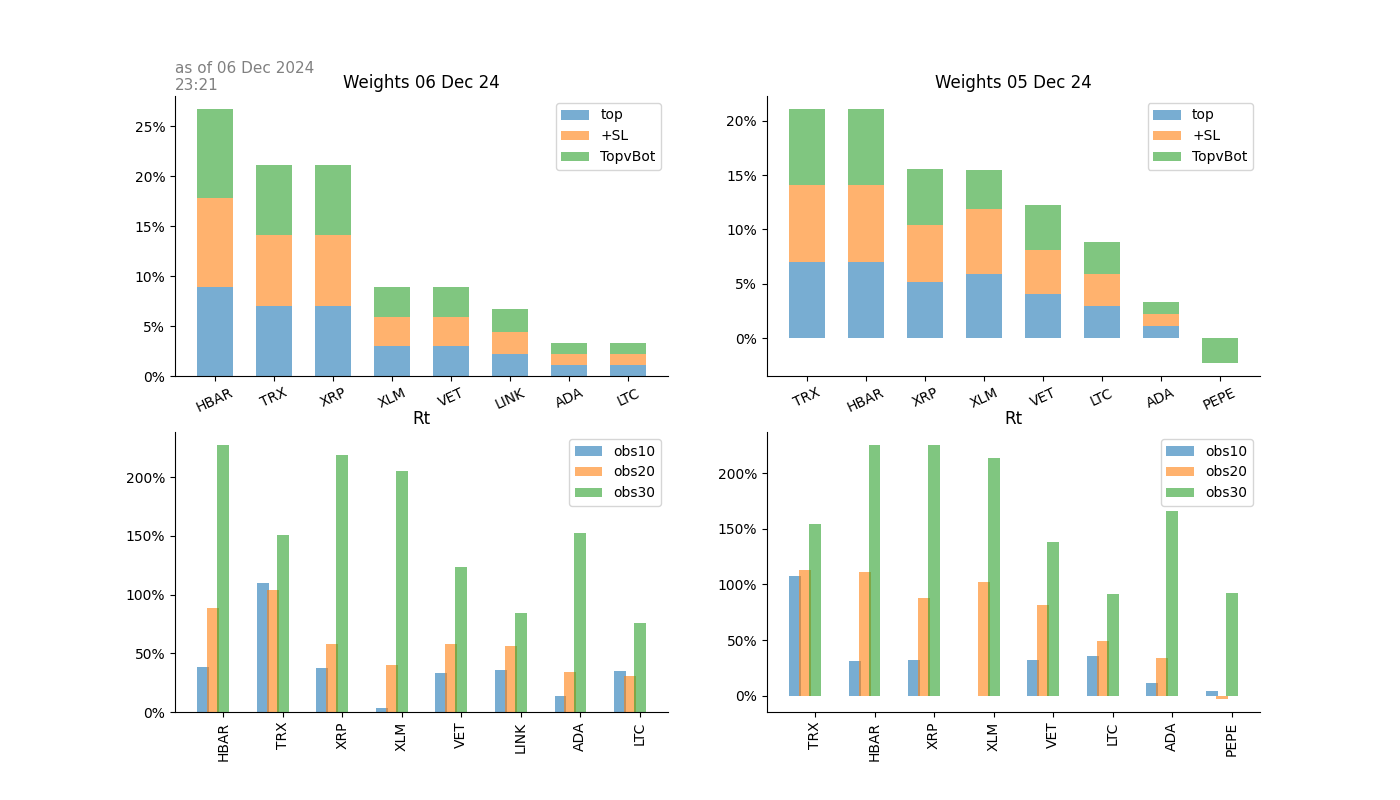 as of 06 Dec 2024
23:21
Weights 06 Dec 24
25%
20%
15%
10%
5%
0%
top
+SL
TopvBot
HBAR
TRX
XRP
XLM
VET
LINK
ADA
LTC
Weights 05 Dec 24
20%
15%
10%
5%
0%
top
+SL
TopvBot
TRX
HBAR
XRP
XLM
VET
LTC
ADA
PEPE
Rt
200%
150%
100%
50%
0%
obs10
obs20
obs30
HBAR
TRX
XRP
XLM
VET
LINK
ADA
LTC
Rt
200%
150%
100%
50%
0%
obs10
obs20
obs30
TRX
HBAR
XRP
XLM
VET
LTC
ADA
PEPE